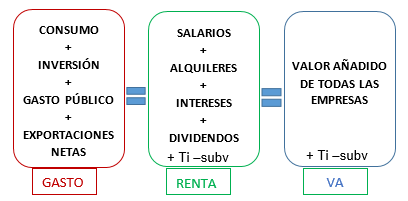 CONSUMO
+
INVERSIÓN
+
GASTO PÚBLICO
+
EXPORTACIONES
NETAS
GASTO
=
SALARIOS
+
ALQUILERES
+
INTERESES
+
DIVIDENDOS
+ Ti –subv
RENTA
=
VALOR AÑADIDO
DE TODAS LAS
EMPRESAS
+ Ti –subv
VA